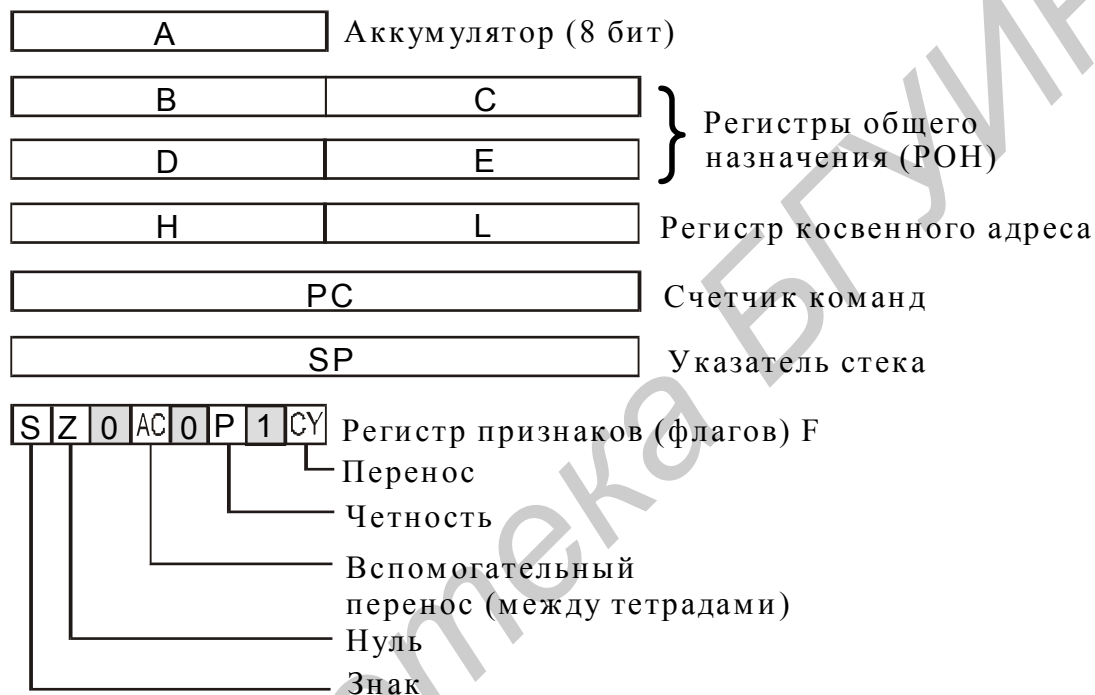 A Аккумулятор (8 бит)
B C
Регистры общего
назначения (РОН)
D E
H L Регистр косвенного адреса
PC Счетчик команд
SP Указатель стека
S Z 0 AC 0 P 1 CY Регистр признаков (флагов) F
Перенос
Четность
Вспомогательный
перенос (между тетрадами)
Нуль
Знак